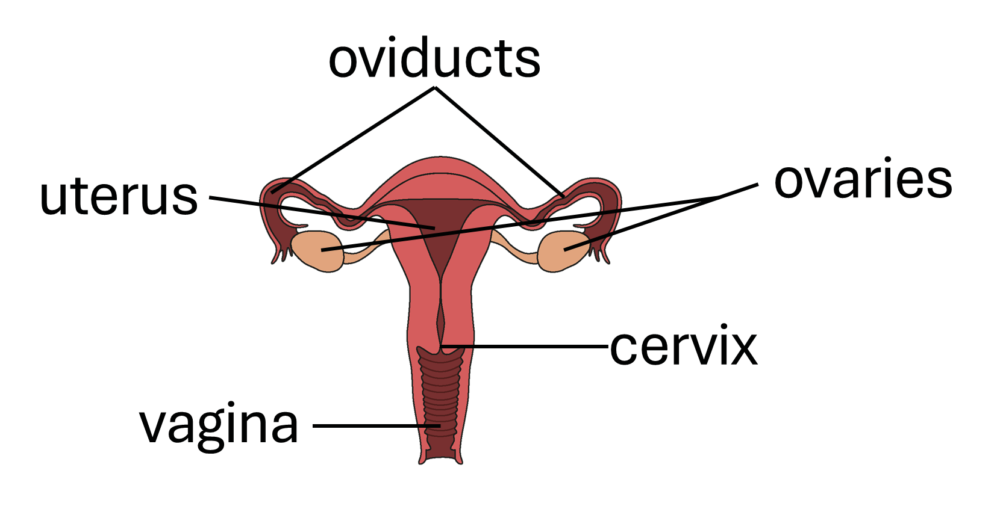 oviducts
uterus
ovaries
cervix
vagina